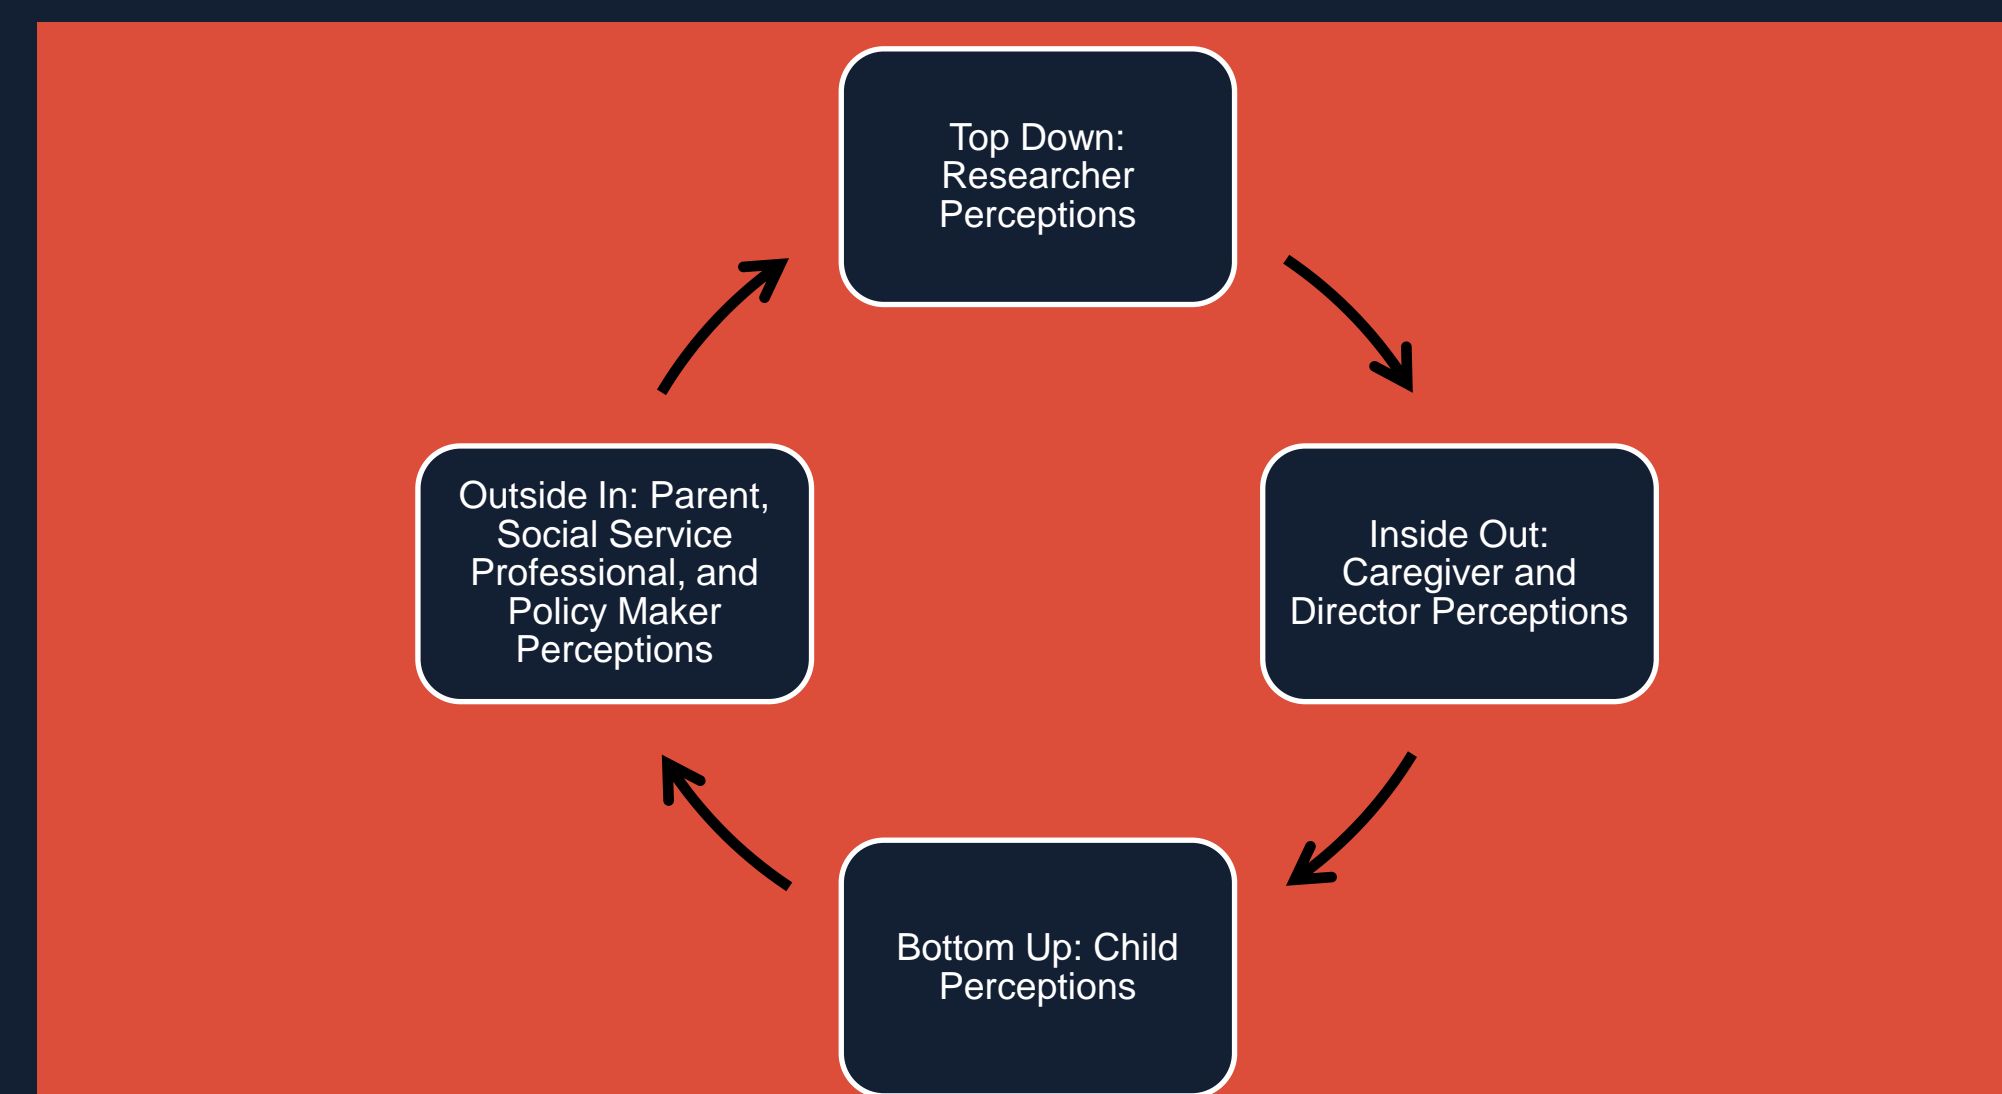 Top Down:
Researcher
Perceptions
Outside In: Parent,
Social Service
Professional, and
Policy Maker
Perceptions
Inside Out:
Caregiver and
Director Perceptions
Bottom Up: Child
Perceptions